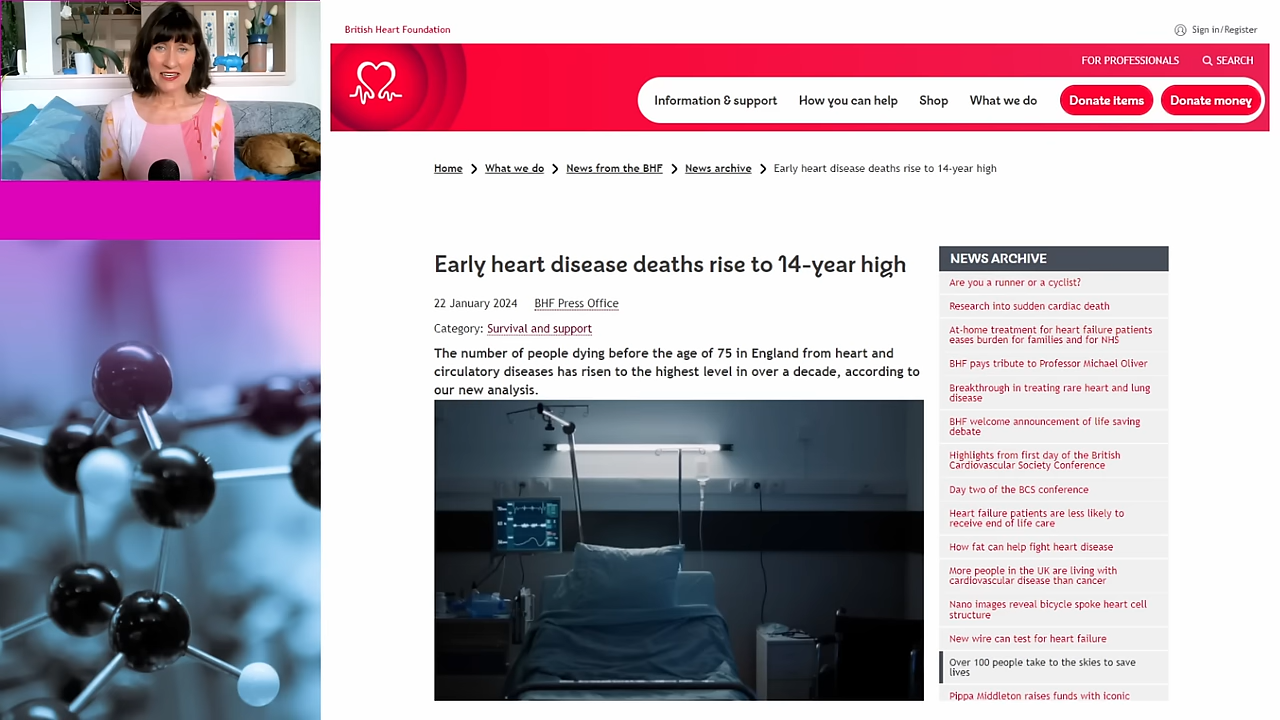 British Heart Foundation
Sign in/Register
FOR PROFESSIONALS
SEARCH
Information & support
How you can help
Shop
What we do
Donate items
Donate money
Home
What we do
News from the BHF
News archive
Early heart disease deaths rise to 14-year high
Early heart disease deaths rise to 14-year high
22 January 2024
BHF Press Office
Category: Survival and support
The number of people dying before the age of 75 in England from heart and
circulatory diseases has risen to the highest level in over a decade, according to
our new analysis.
NEWS ARCHIVE
Are you a runner or a cyclist?
Research into sudden cardiac death
At-home treatment for heart failure patients
eases burden for families and for NHS
BHF pays tribute to Professor Michael Oliver
Breakthrough in treating rare heart and lung
disease
BHF welcome announcement of life saving
debate
Highlights from first day of the British
Cardiovascular Society Conference
Day two of the BCS conference
Heart failure patients are less likely to
receive end of life care
How fat can help fight heart disease
More people in the UK are living with
cardiovascular disease than cancer
Nano images reveal bicycle spoke heart cell
structure
New wire can test for heart failure
Over 100 people take to the skies to save
lives
Pippa Middleton raises funds with iconic